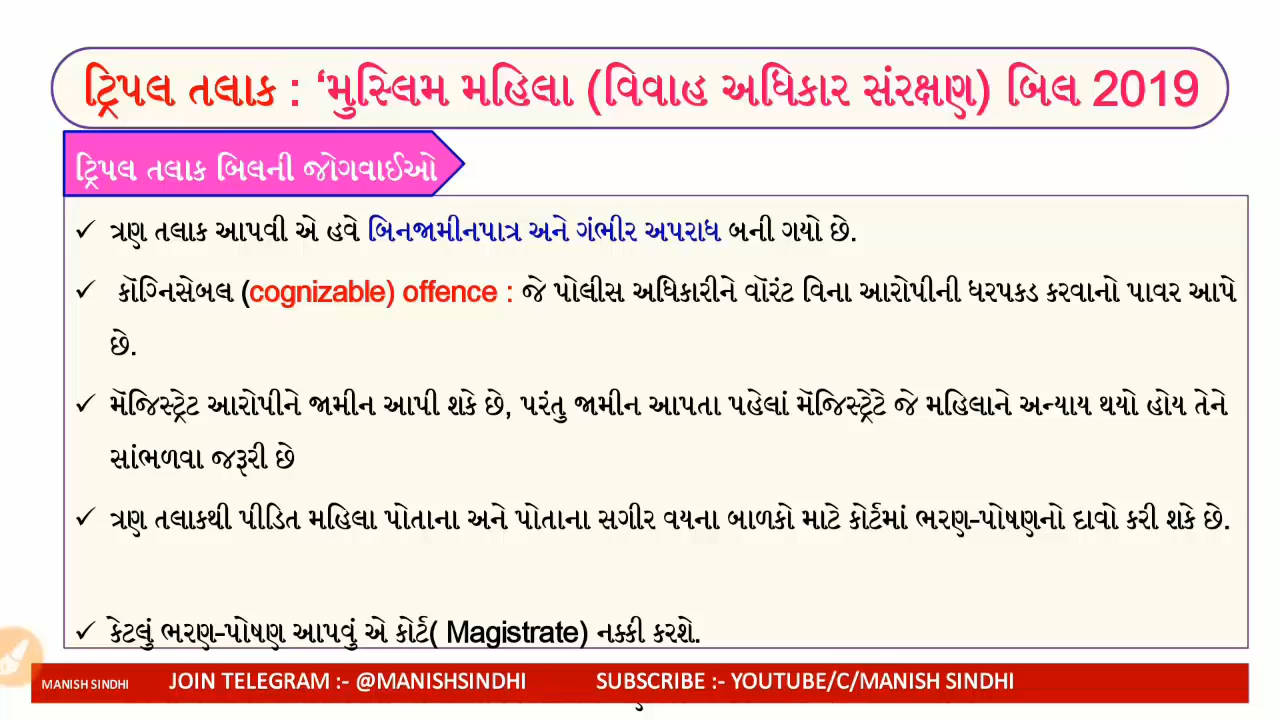 ટ્રિપલ તલાક : ‘મુસ્લિમ મહિલા (વિવાહ અધિકાર સંરક્ષણ) બિલ 2019
ટ્રિપલ તલાક બિલની જોગવાઈઓ
✓ ત્રણ તલાક આપવી એ હવે બિનજામીનપાત્ર અને ગંભીર અપરાધ બની ગયો છે.
✓ કૉગ્નિસેબલ (cognizable) offence : જે પોલીસ અધિકારીને વૉરંટ વિના આરોપીની ધરપકડ કરવાનો પાવર આપે
છે.
✓ મૅજિસ્ટ્રેટ આરોપીને જામીન આપી શકે છે, પરંતુ જામીન આપતા પહેલાં મૅજિસ્ટ્રેટે જે મહિલાને અન્યાય થયો હોય તેને
સાંભળવા જરૂરી છે
✓ ત્રણ તલાકથી પીડિત મહિલા પોતાના અને પોતાના સગીર વયના બાળકો માટે કોર્ટમાં ભરણ-પોષણનો દાવો કરી શકે છે.
✓ કેટલું ભરણ-પોષણ આપવું એ કોર્ટ( Magistrate) નક્કી કરશે.
MANISH SINDHI JOIN TELEGRAM :- @MANISHSINDHI SUBSCRIBE :- YOUTUBE/C/MANISH SINDHI